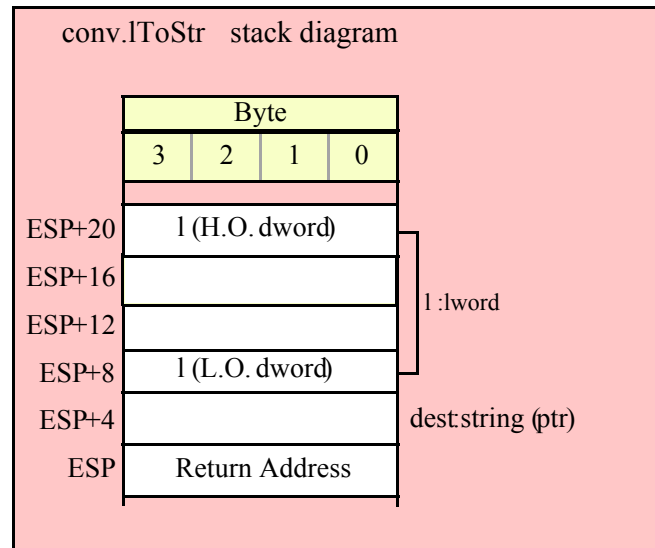 conv.lToStr stack diagram
Byte
3 2 1 0
ESP+20 l (H.O. dword)
ESP+16
l :lword
ESP+12
ESP+8 l (L.O. dword)
ESP+4 dest:string (ptr)
ESP Return Address